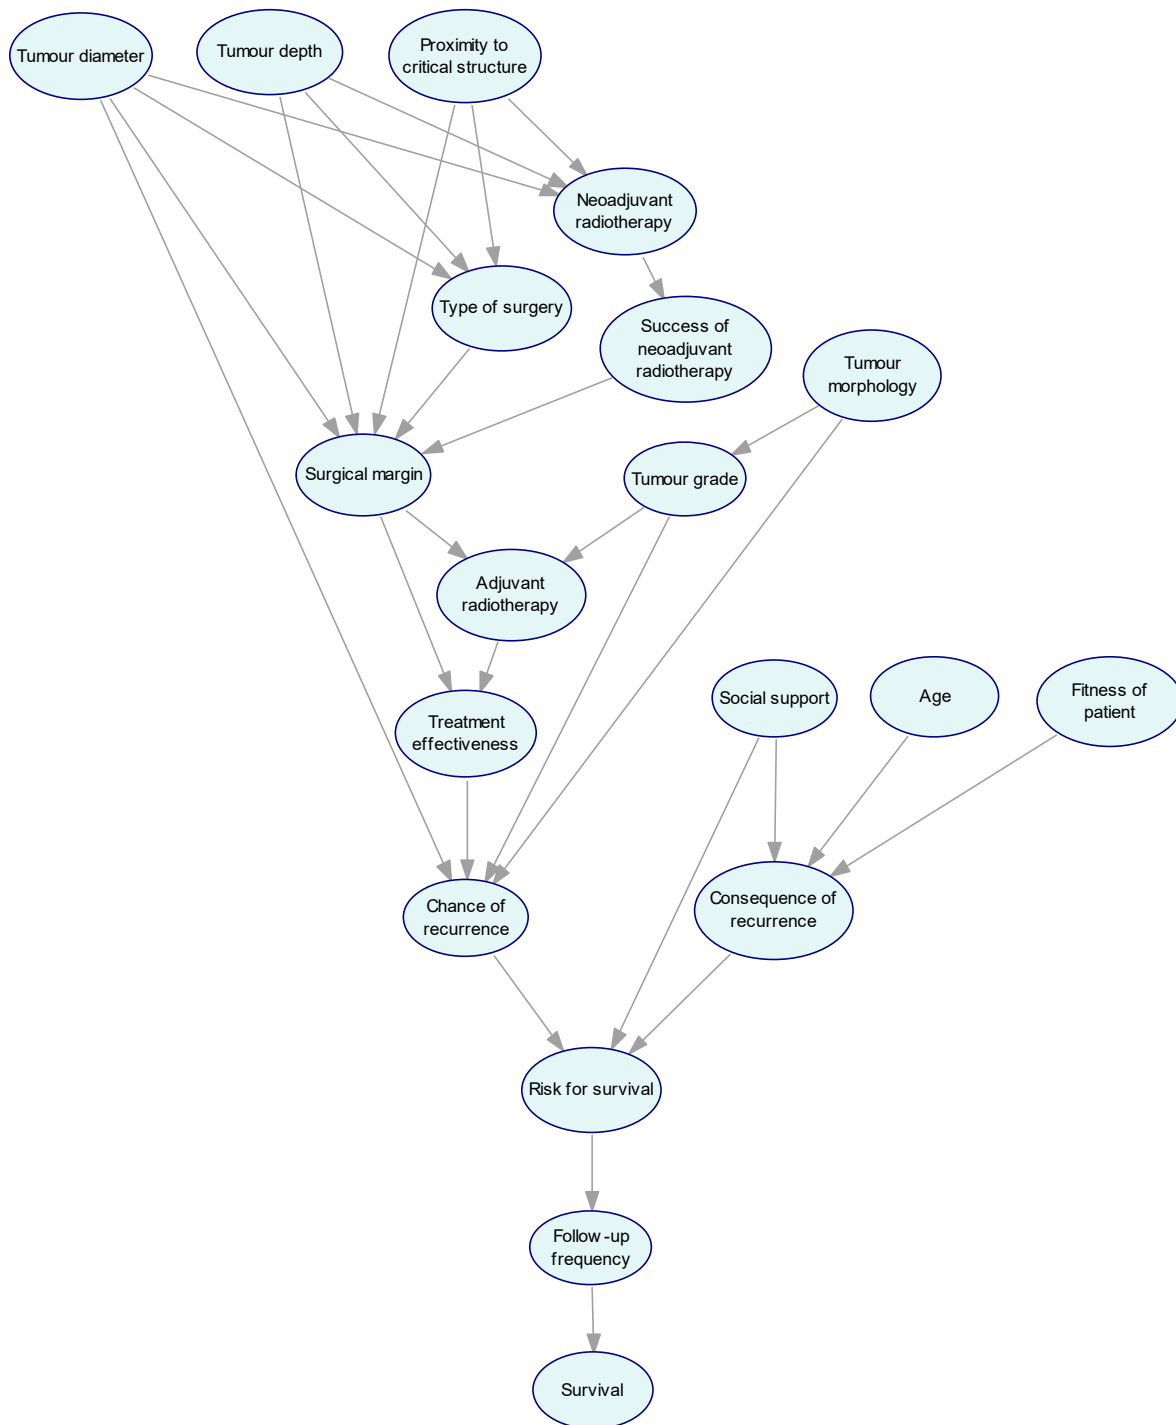 Tumour diameter
Tumour depth
Proximity to
critical structure
Neoadjuvant
radiotherapy
Type of surgery
Success of
neoadjuvant
radiotherapy
Tumour
morphology
Surgical margin
Tumour grade
Adjuvant
radiotherapy
Treatment
effectiveness
Social support
Age
Fitness of
patient
Chance of
recurrence
Consequence of
recurrence
Risk for survival
Follow-up
frequency
Survival